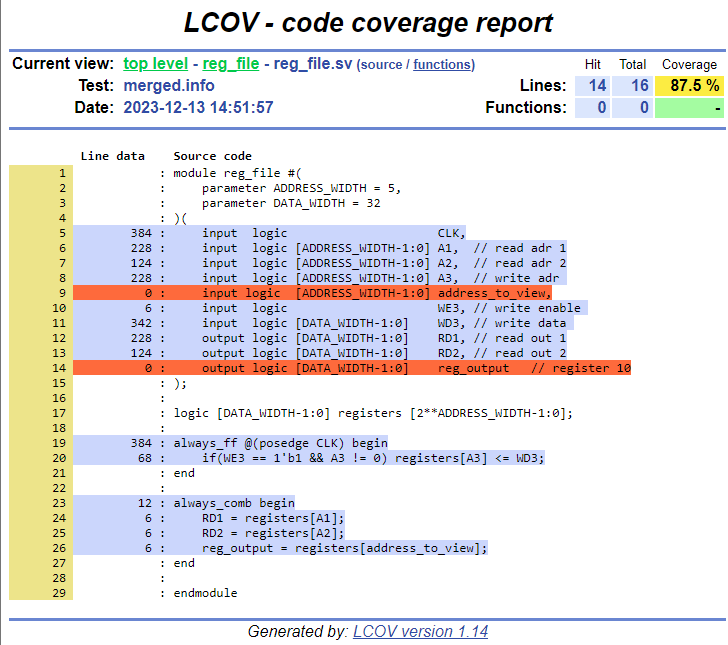 LCOV - code coverage report
Current view: top level - reg_file - reg_file.sv (source / functions) Hit Total Coverage
Test: merged.info Lines: 14 16 87.5 %
Date: 2023-12-13 14:51:57 Functions: 0 0 -
Line data Source code
1 : module reg_file #(
2 : parameter ADDRESS_WIDTH = 5,
3 : parameter DATA_WIDTH = 32
4 : )(
5 384 : input logic CLK,
6 228 : input logic [ADDRESS_WIDTH-1:0] A1, // read adr 1
7 124 : input logic [ADDRESS_WIDTH-1:0] A2, // read adr 2
8 228 : input logic [ADDRESS_WIDTH-1:0] A3, // write adr
9 0 : input logic [ADDRESS_WIDTH-1:0] address_to_view,
10 6 : input logic WE3, // write enable
11 342 : input logic [DATA_WIDTH-1:0] WD3, // write data
12 228 : output logic [DATA_WIDTH-1:0] RD1, // read out 1
13 124 : output logic [DATA_WIDTH-1:0] RD2, // read out 2
14 0 : output logic [DATA_WIDTH-1:0] reg_output // register 10
15 : );
16 :
17 : logic [DATA_WIDTH-1:0] registers [2**ADDRESS_WIDTH-1:0];
18 :
19 384 : always_ff @(posedge CLK) begin
20 68 : if(WE3 == 1'b1 && A3 != 0) registers[A3] <= WD3;
21 : end
22 :
23 12 : always_comb begin
24 6 : RD1 = registers[A1];
25 6 : RD2 = registers[A2];
26 6 : reg_output = registers[address_to_view];
27 : end
28 :
29 : endmodule
Generated by: LCOV version 1.14